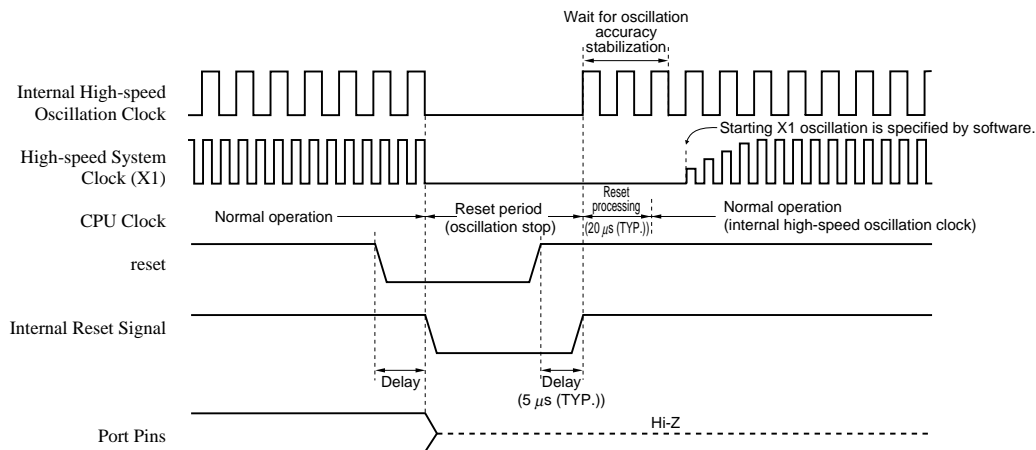 Wait for oscillation
accuracy
stabilization
Internal High-speed
Oscillation Clock
Starting X1 oscillation is specified by software.
High-speed System
Clock (X1)
CPU Clock
Normal operation
Reset period
(oscillation stop)
Reset
processing
(20 μs (TYP.))
Normal operation
(internal high-speed oscillation clock)
reset
Internal Reset Signal
Delay
Delay
(5 μs (TYP.))
Hi-Z
Port Pins